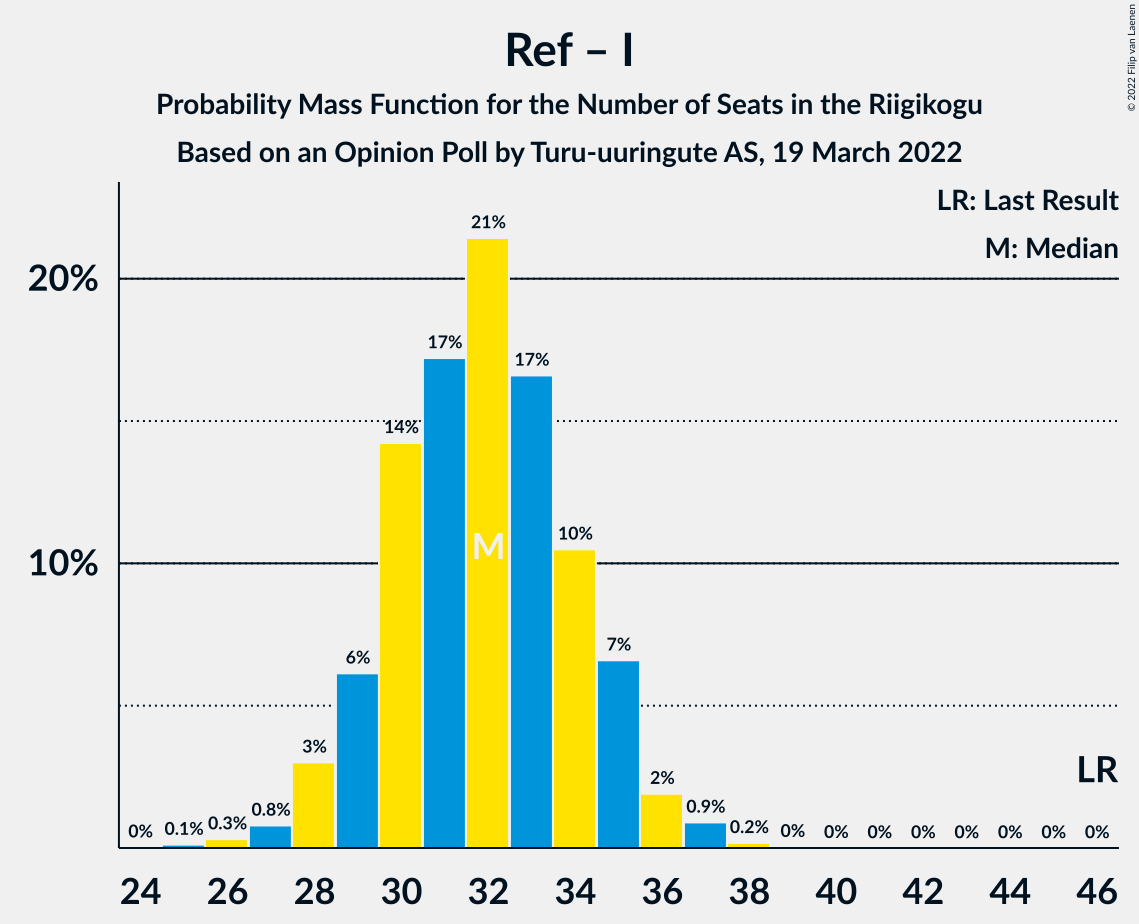 Ref – I
Probability Mass Function for the Number of Seats in the Riigikogu
Based on an Opinion Poll by Turu-uuringute AS, 19 March 2022
© 2022 Filip van Laenen
LR: Last Result
M: Median
20%
10%
0%
0.1%
0.3%
0.8%
3%
6%
14%
17%
21%
17%
10%
7%
2%
0.9%
0.2%
0%
0%
0%
0%
0%
0%
0%
0%
M
LR
24 26 28 30 32 34 36 38 40 42 44 46